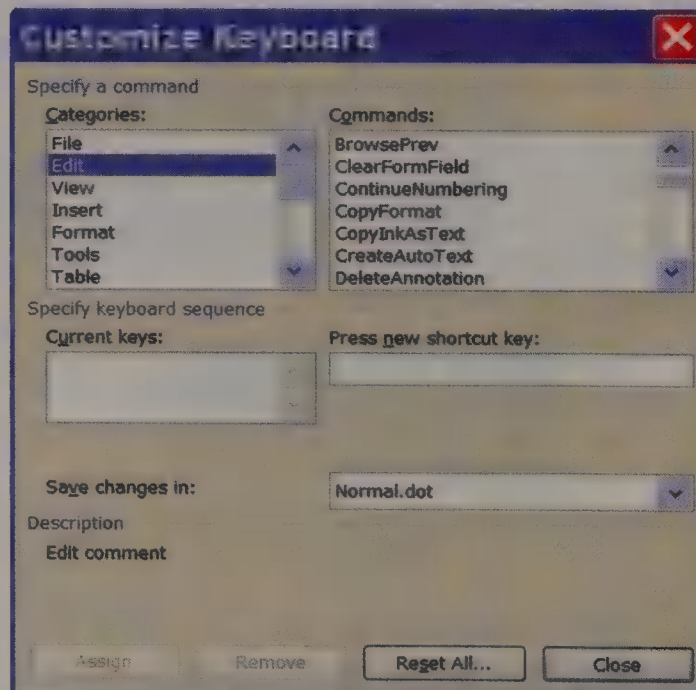 Customize Keyboard
Specify a command
Categories:
Commands:
File
Edit
View
Insert
Format
Tools
Table
BrowsePrev
ClearFormField
ContinueNumbering
CopyFormat
CopyInkAsText
CreateAutoText
DeleteAnnotation
Specify keyboard sequence
Current keys:
Press new shortcut key:
Save changes in:
Normal.dot
Description
Edit comment
Assign
Remove
Reset All...
Close